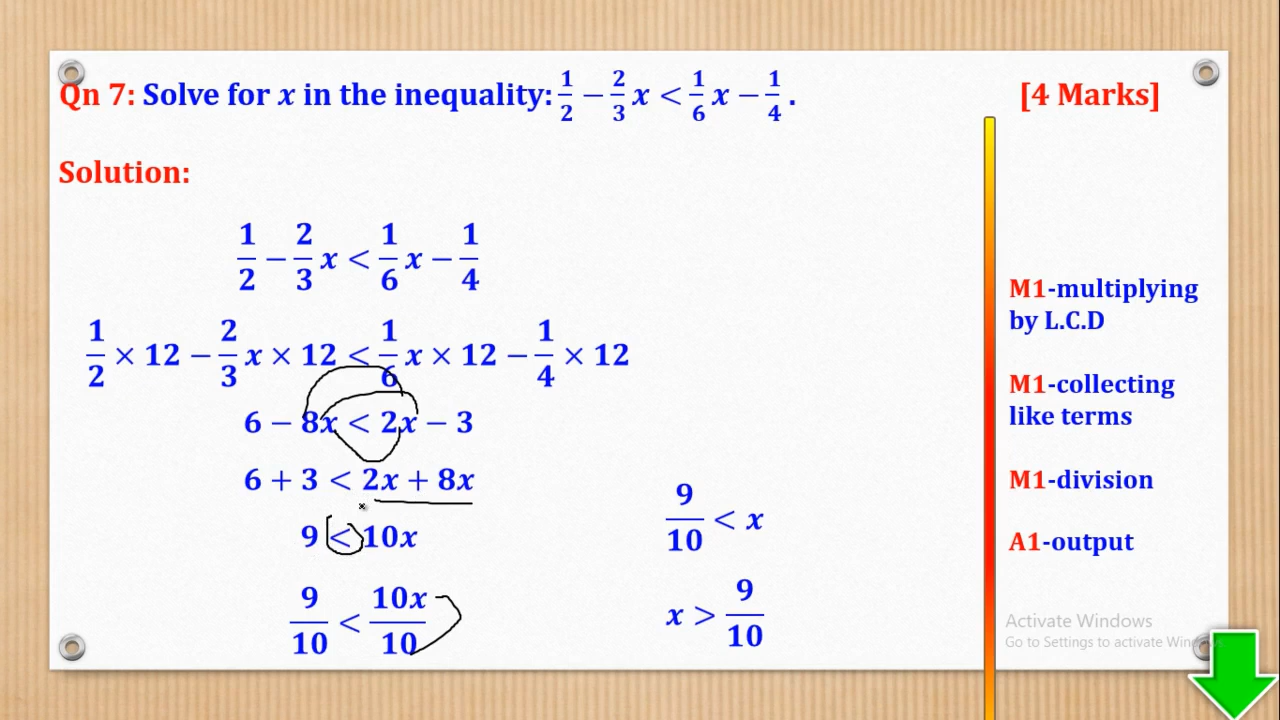 Qn 7: Solve for x in the inequality: 1/2 − 2/3 x < 1/6 x − 1/4 . [4 Marks]
Solution:
1/2 − 2/3 x < 1/6 x − 1/4
1/2 × 12 − 2/3 x × 12 < 1/6 x × 12 − 1/4 × 12
6 − 8x < 2x − 3
6 + 3 < 2x + 8x
9 < 10x
9/10 < 10x/10
9/10 < x
x > 9/10
M1-multiplying
by L.C.D
M1-collecting
like terms
M1-division
A1-output
Activate Windows
Go to Settings to activate Windows